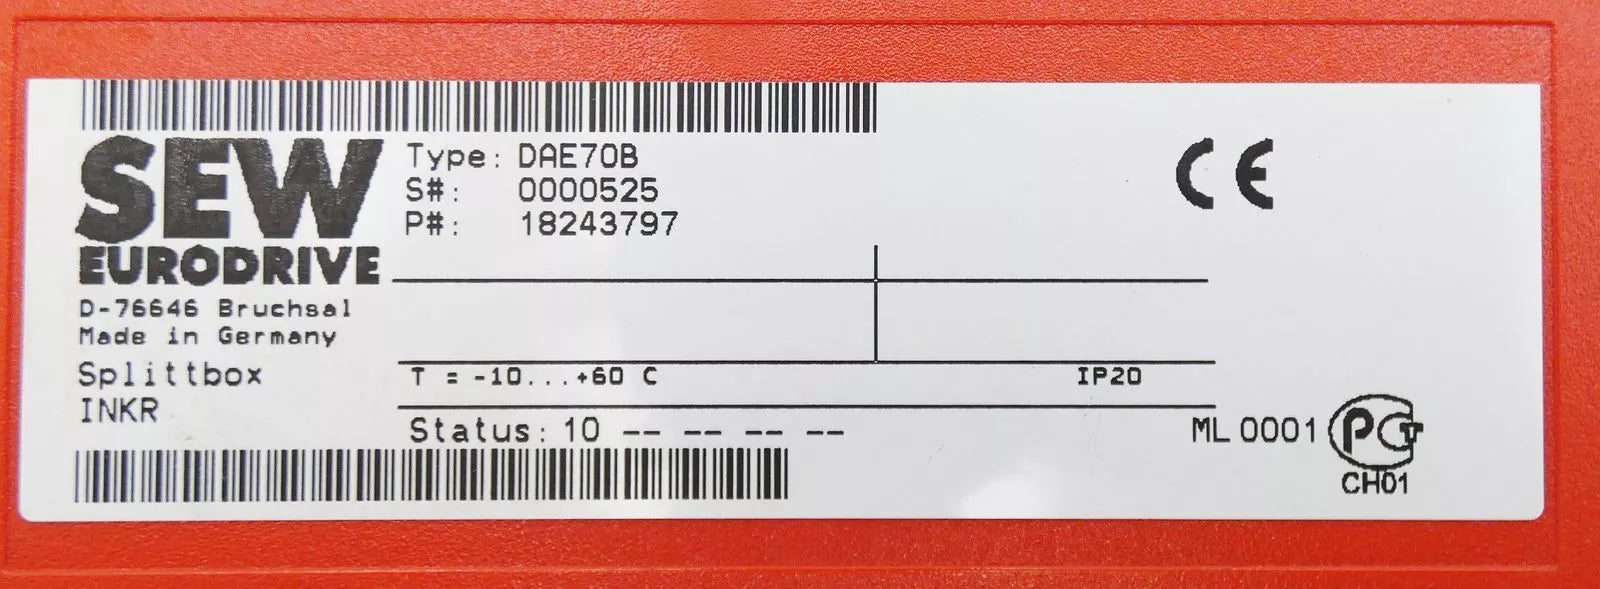 SEW
EURODRIVE
D-76646 Bruchsal
Made in Germany
Splittbox
INKR
Type: DAE70B
S#: 0000525
P#: 18243797
T = -10...+60 C
IP20
Status: 10 -- -- -- --
ML 0001
CE
PCT
CH01